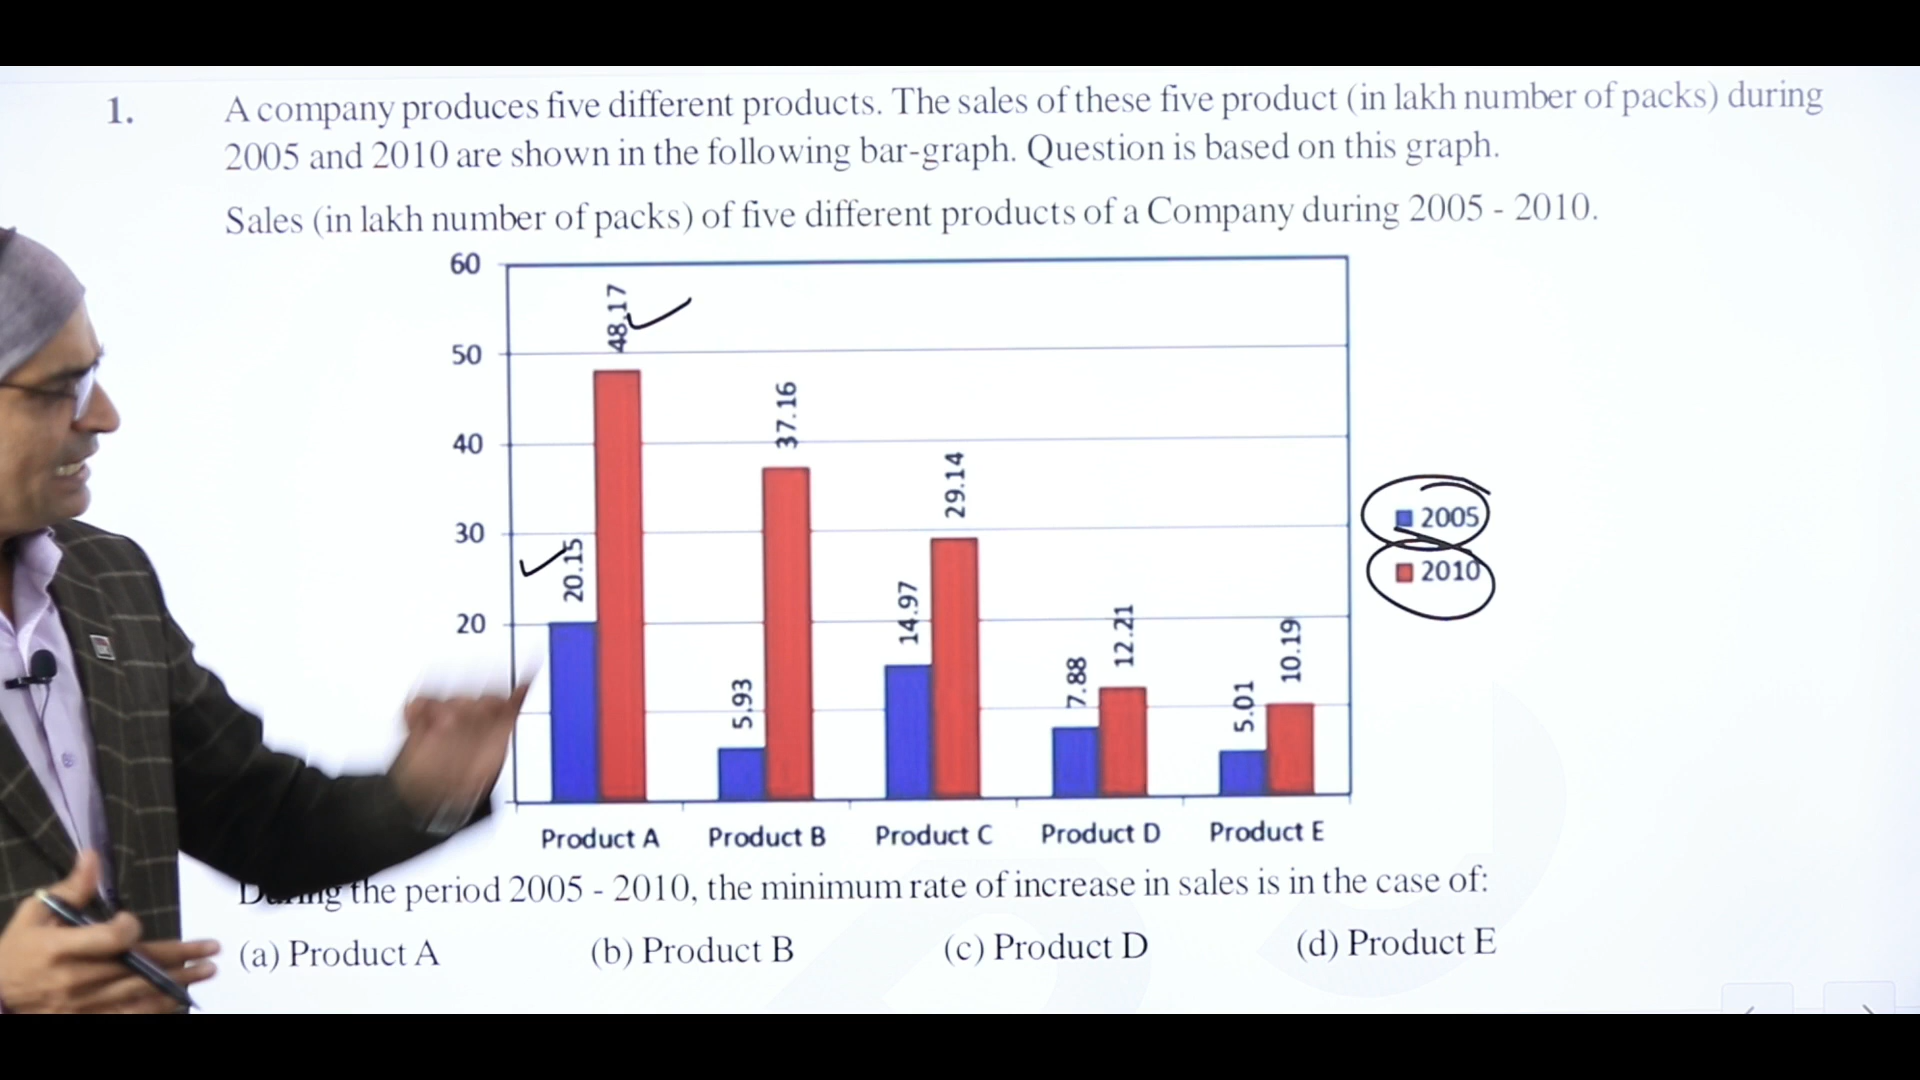 1.
A company produces five different products. The sales of these five product (in lakh number of packs) during
2005 and 2010 are shown in the following bar-graph. Question is based on this graph.
Sales (in lakh number of packs) of five different products of a Company during 2005 - 2010.
60
50
40
30
20
20.15
48.17
5.93
37.16
14.97
29.14
7.88
12.21
5.01
10.19
2005
2010
Product A
Product B
Product C
Product D
Product E
the period 2005 - 2010, the minimum rate of increase in sales is in the case of:
(a) Product A
(b) Product B
(c) Product D
(d) Product E